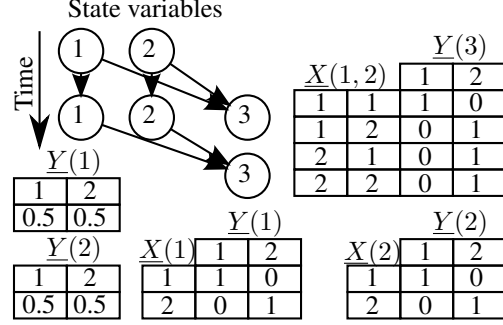 State variables
Time
1 2
1 2 3
3
Y(3)
X(1, 2) 1 2
1 1 1 0
1 2 0 1
2 1 0 1
2 2 0 1
Y(1)
1 2
0.5 0.5
Y(2)
1 2
0.5 0.5
Y(1)
X(1) 1 2
1 1 0
2 0 1
Y(2)
X(2) 1 2
1 1 0
2 0 1